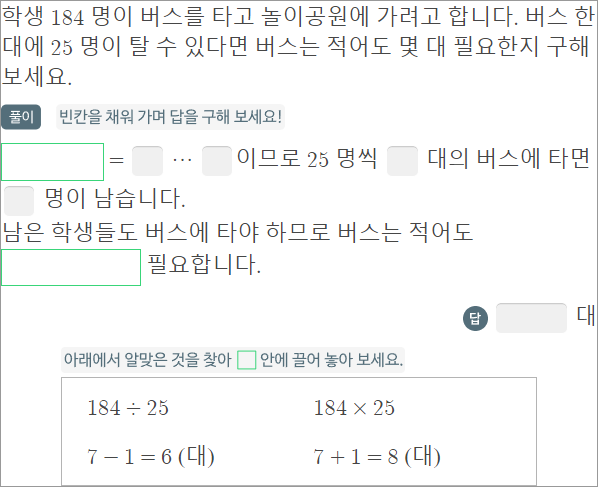 학생 184 명이 버스를 타고 놀이공원에 가려고 합니다. 버스 한
대에 25 명이 탈 수 있다면 버스는 적어도 몇 대 필요한지 구해
보세요.
풀이 빈칸을 채워 가며 답을 구해 보세요!
= ··· 이므로 25 명씩 대의 버스에 타면
명이 남습니다.
남은 학생들도 버스에 타야 하므로 버스는 적어도
필요합니다.
답 대
아래에서 알맞은 것을 찾아 안에 끌어 놓아 보세요.
184 ÷ 25 184 × 25
7 − 1 = 6 (대) 7 + 1 = 8 (대)